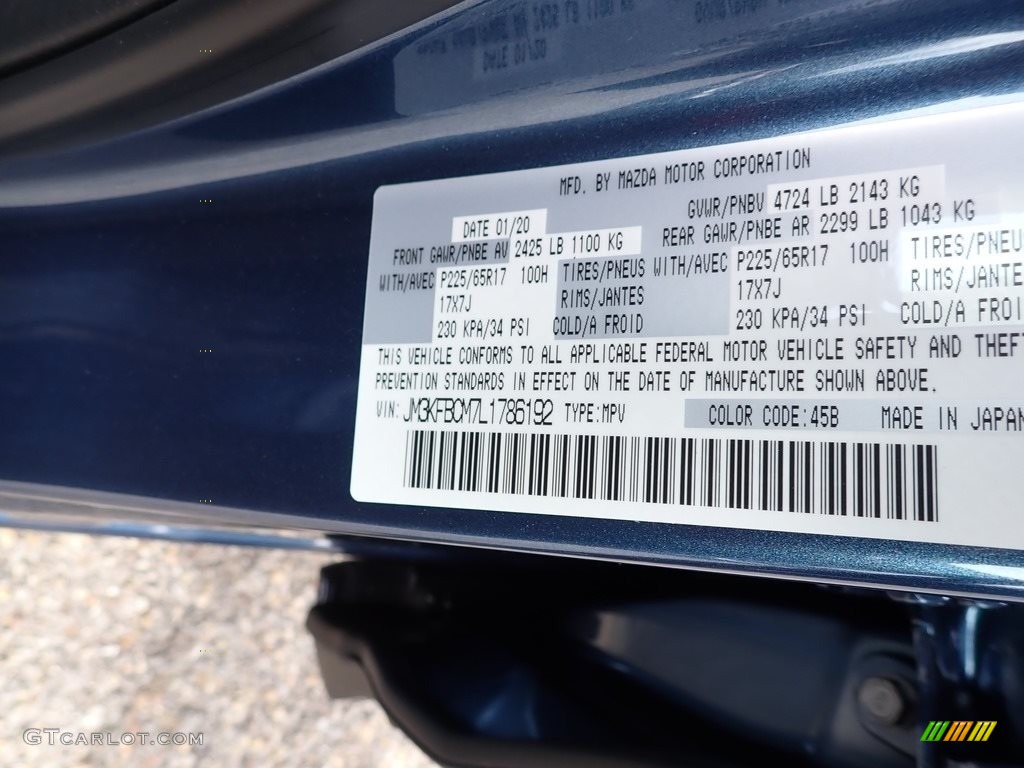 MFD. BY MAZDA MOTOR CORPORATION
DATE 01/20 GVWR/PNBV 4724 LB 2143 KG
FRONT GAWR/PNBE AV 2425 LB 1100 KG REAR GAWR/PNBE AR 2299 LB 1043 KG
WITH/AVEC P225/65R17 100H TIRES/PNEUS WITH/AVEC P225/65R17 100H TIRES/PNEU
17X7J RIMS/JANTES 17X7J RIMS/JANTE
230 KPA/34 PSI COLD/A FROID 230 KPA/34 PSI COLD/A FROI
THIS VEHICLE CONFORMS TO ALL APPLICABLE FEDERAL MOTOR VEHICLE SAFETY AND THEFT
PREVENTION STANDARDS IN EFFECT ON THE DATE OF MANUFACTURE SHOWN ABOVE.
VIN: JM3KFBCM7L1786192 TYPE:MPV COLOR CODE:45B MADE IN JAPAN
GTCARLOT.COM